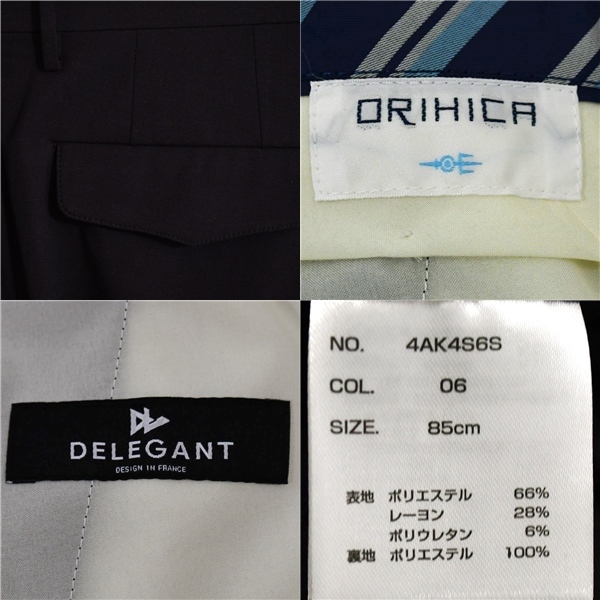 ORIHICA
DELEGANT
DESIGN IN FRANCE
NO. 4AK4S6S
COL. 06
SIZE. 85cm
表地 ポリエステル 66%
レーヨン 28%
ポリウレタン 6%
裏地 ポリエステル 100%